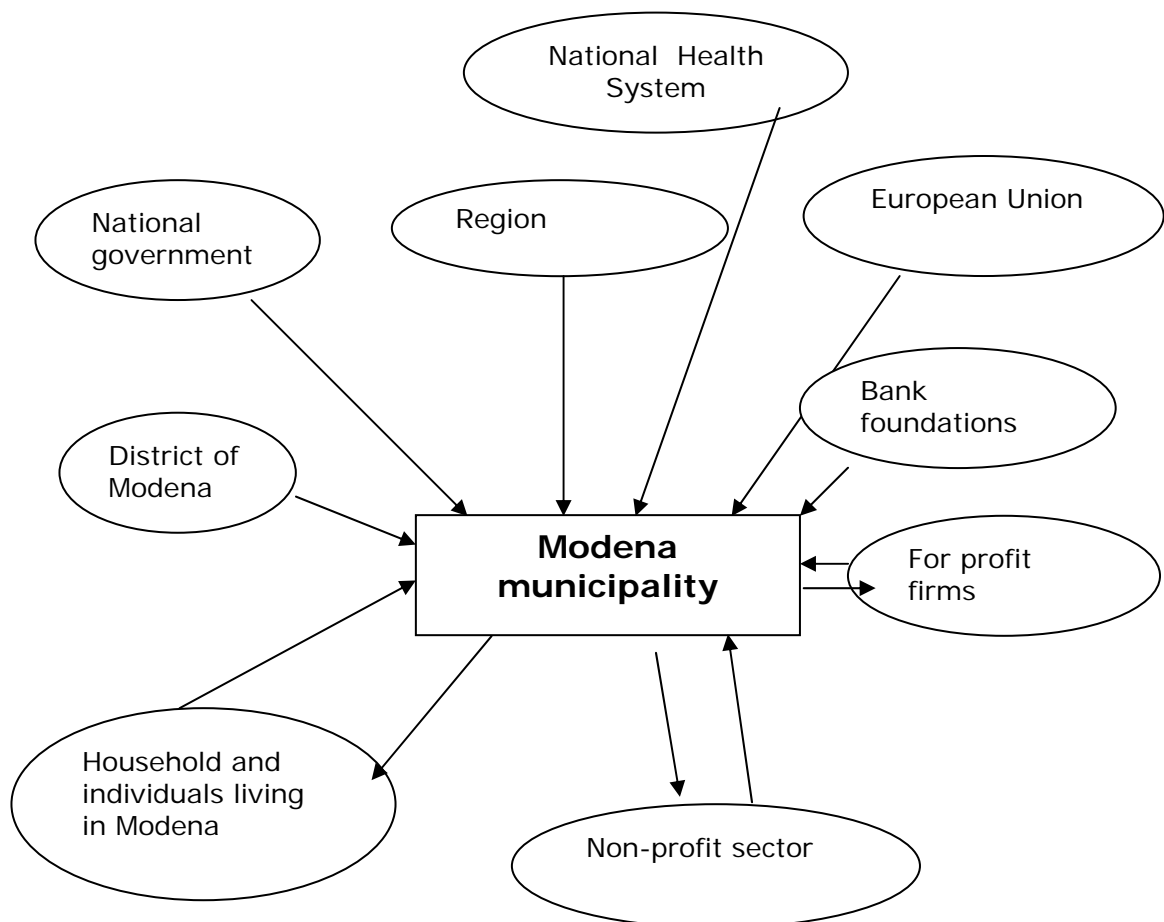 National Health
System
European Union
Region
National
government
Bank
foundations
District of
Modena
Modena
municipality
For profit
firms
Household and
individuals living
in Modena
Non-profit sector